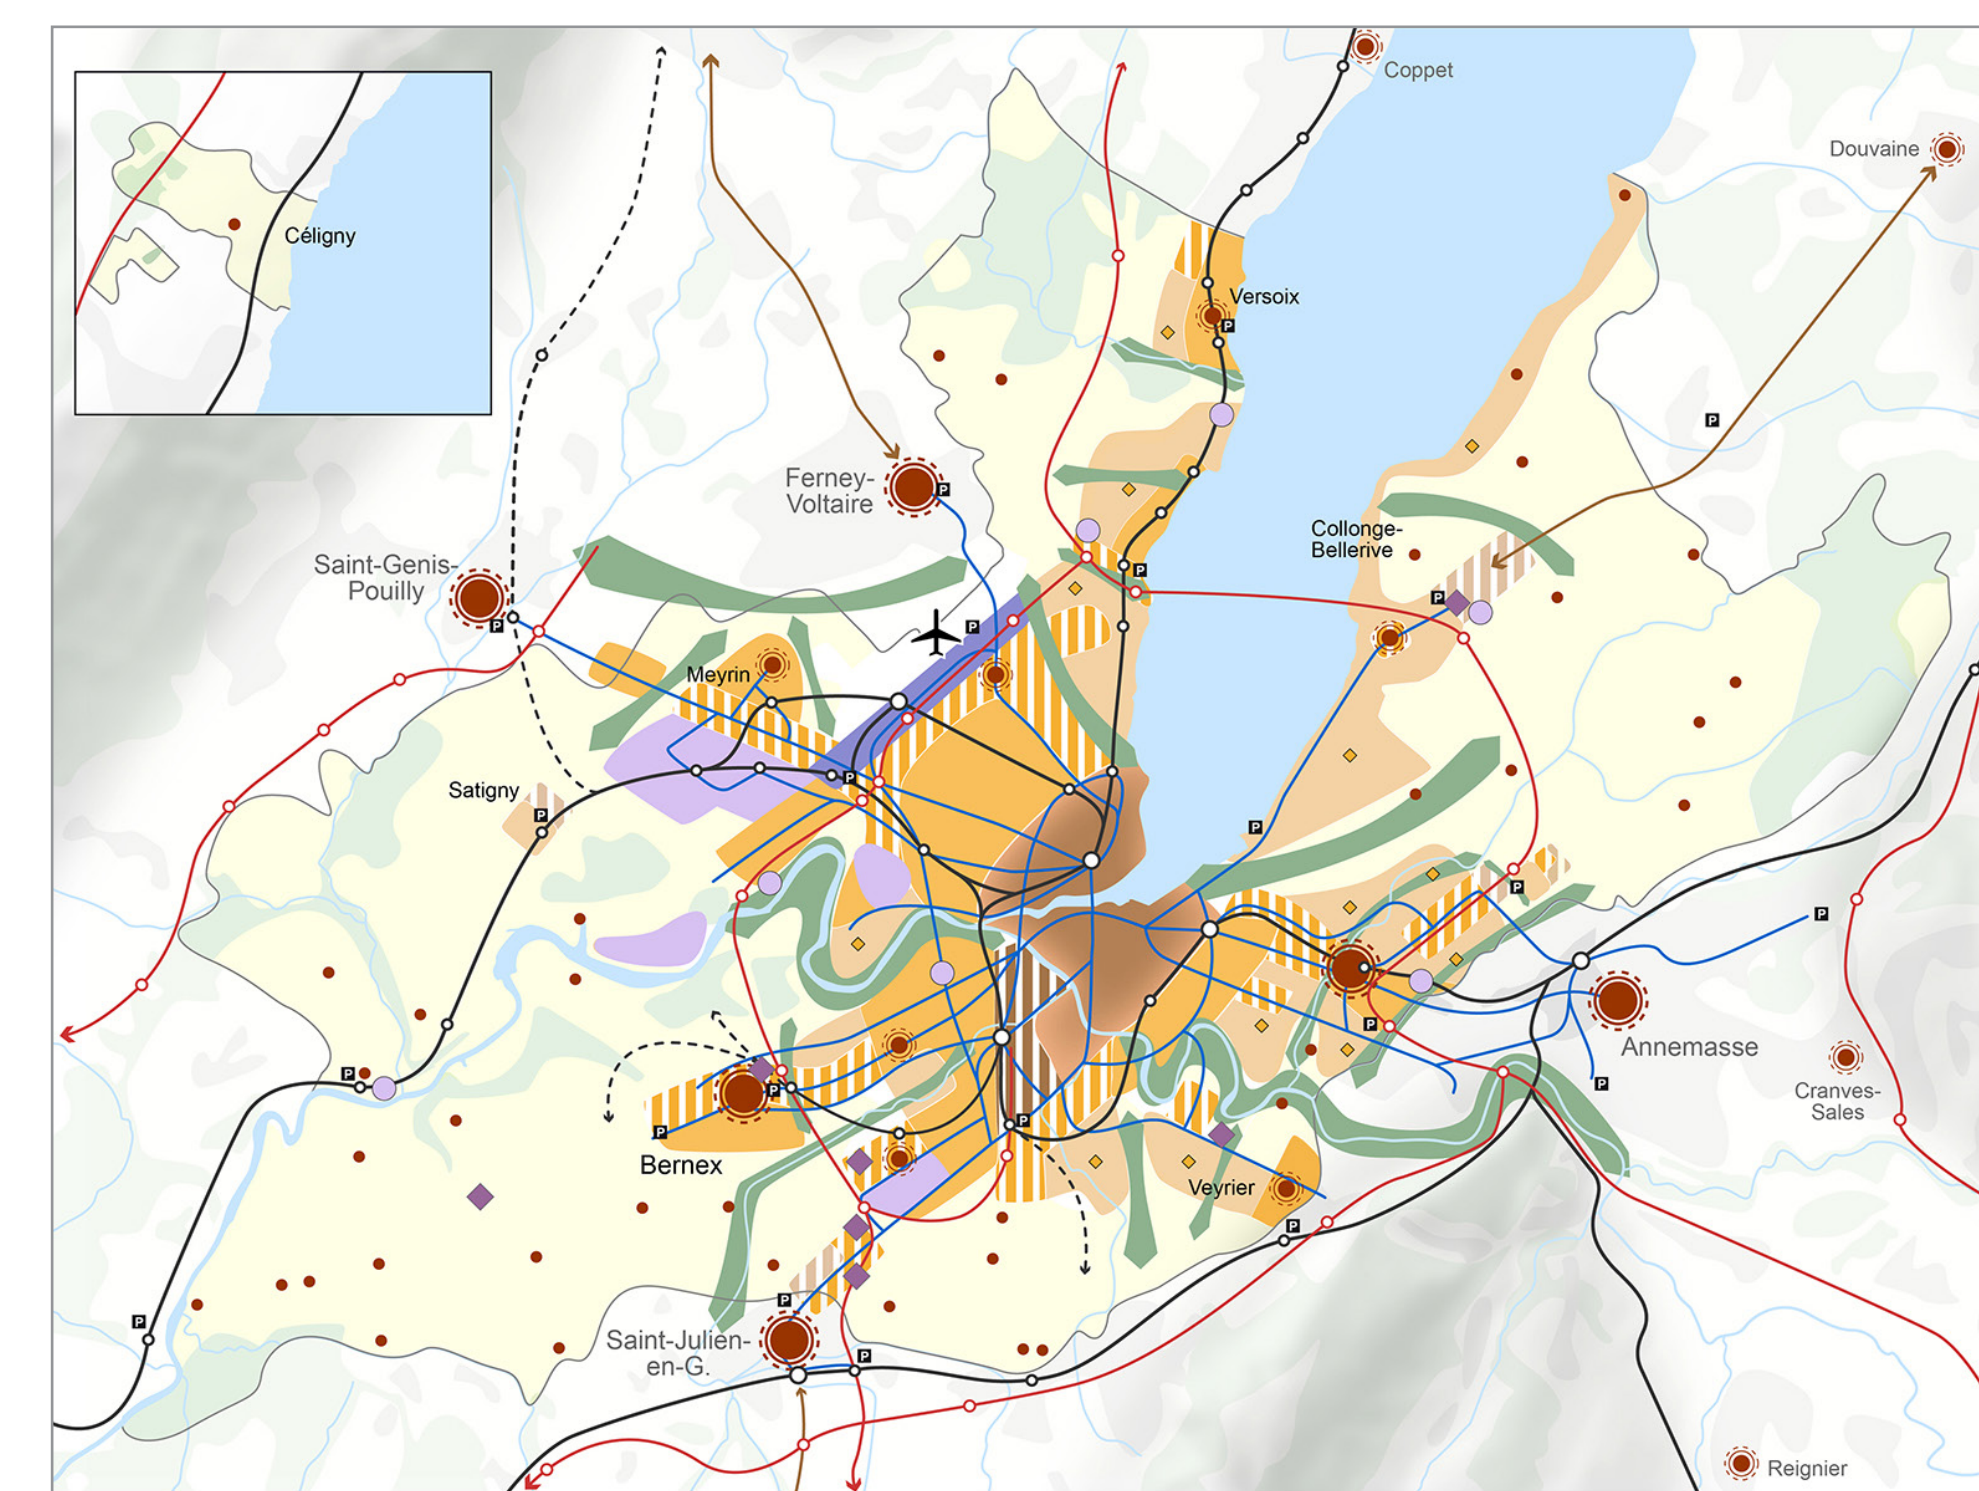 Coppet
Douvaine
Céligny
Versoix
Ferney-
Voltaire
Collonge-
Bellerive
Saint-Genis-
Pouilly
P
P
P
P
P
P
P
Meyrin
Satigny
P
P
P
P
P
P
P
Annemasse
Cranves-
Sales
P
P
P
P
Bernex
P
Veyrier
P
P
P
Saint-Julien-
en-G.
P
Reignier